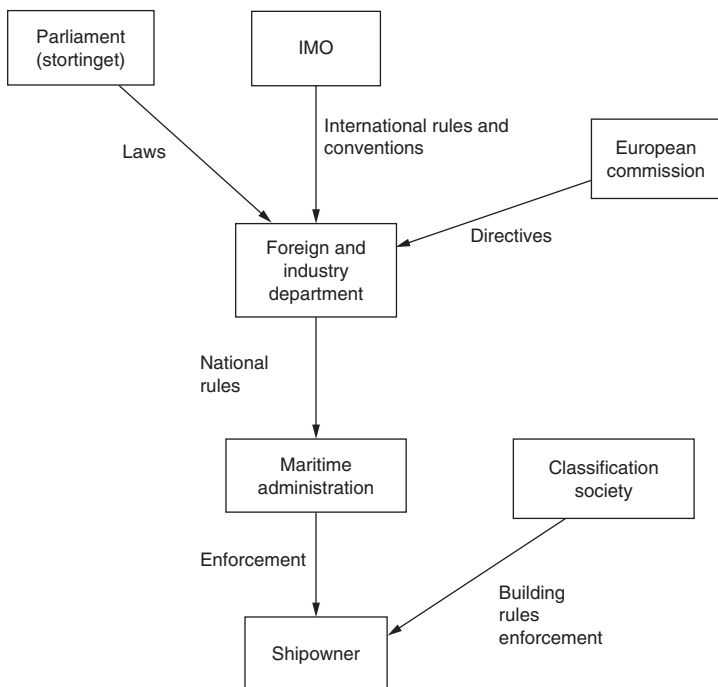 Parliament
(stortinget)
IMO
Laws
International rules and
conventions
European
commission
Directives
Foreign and
industry
department
National
rules
Maritime
administration
Classification
society
Enforcement
Building
rules
enforcement
Shipowner